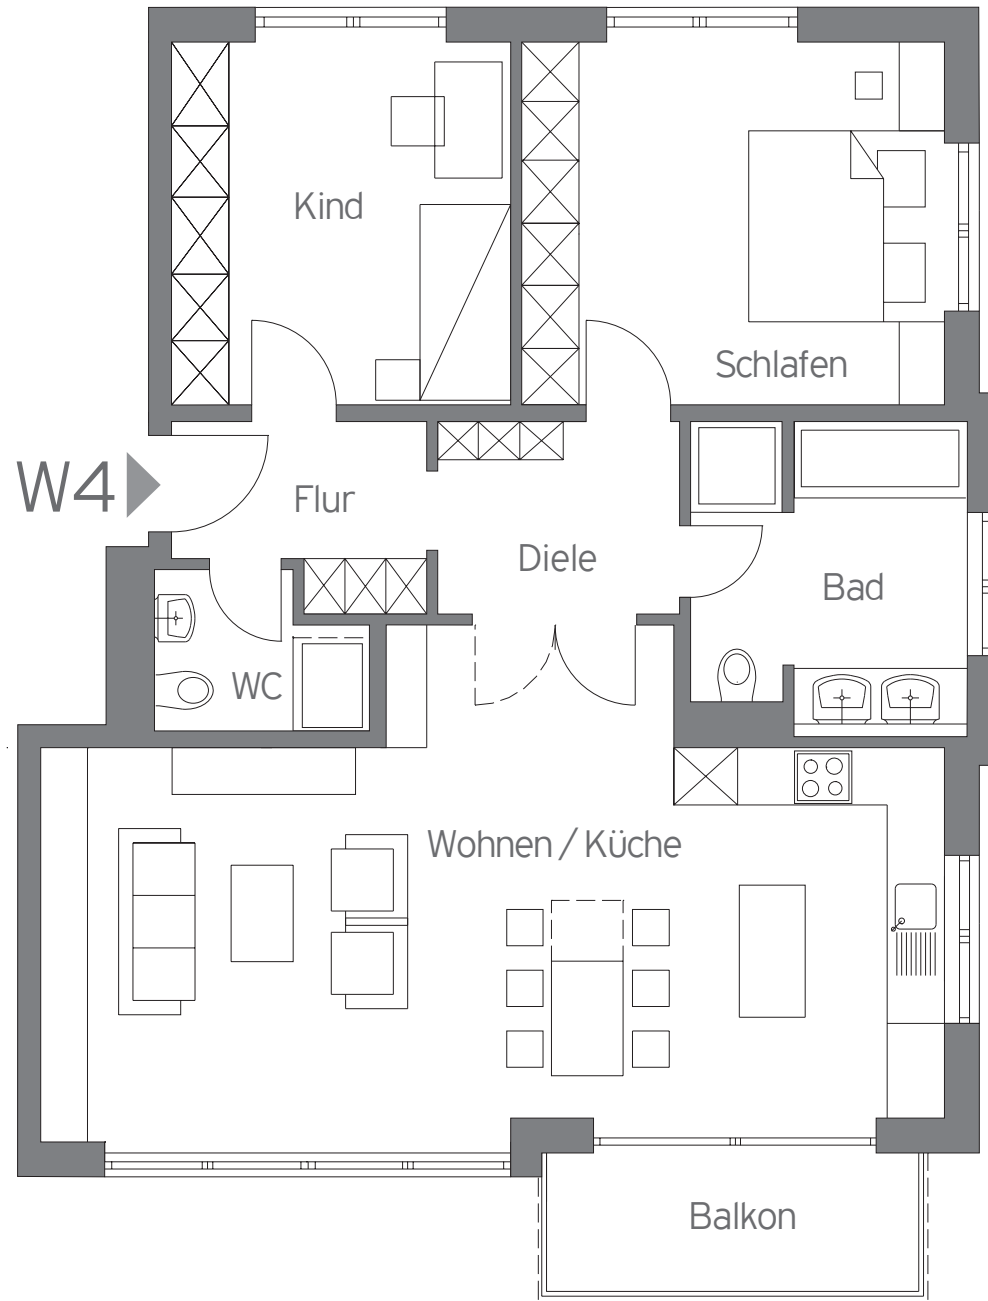 Kind
Schlafen
W4
Flur
Diele
Bad
WC
Wohnen / Küche
Balkon